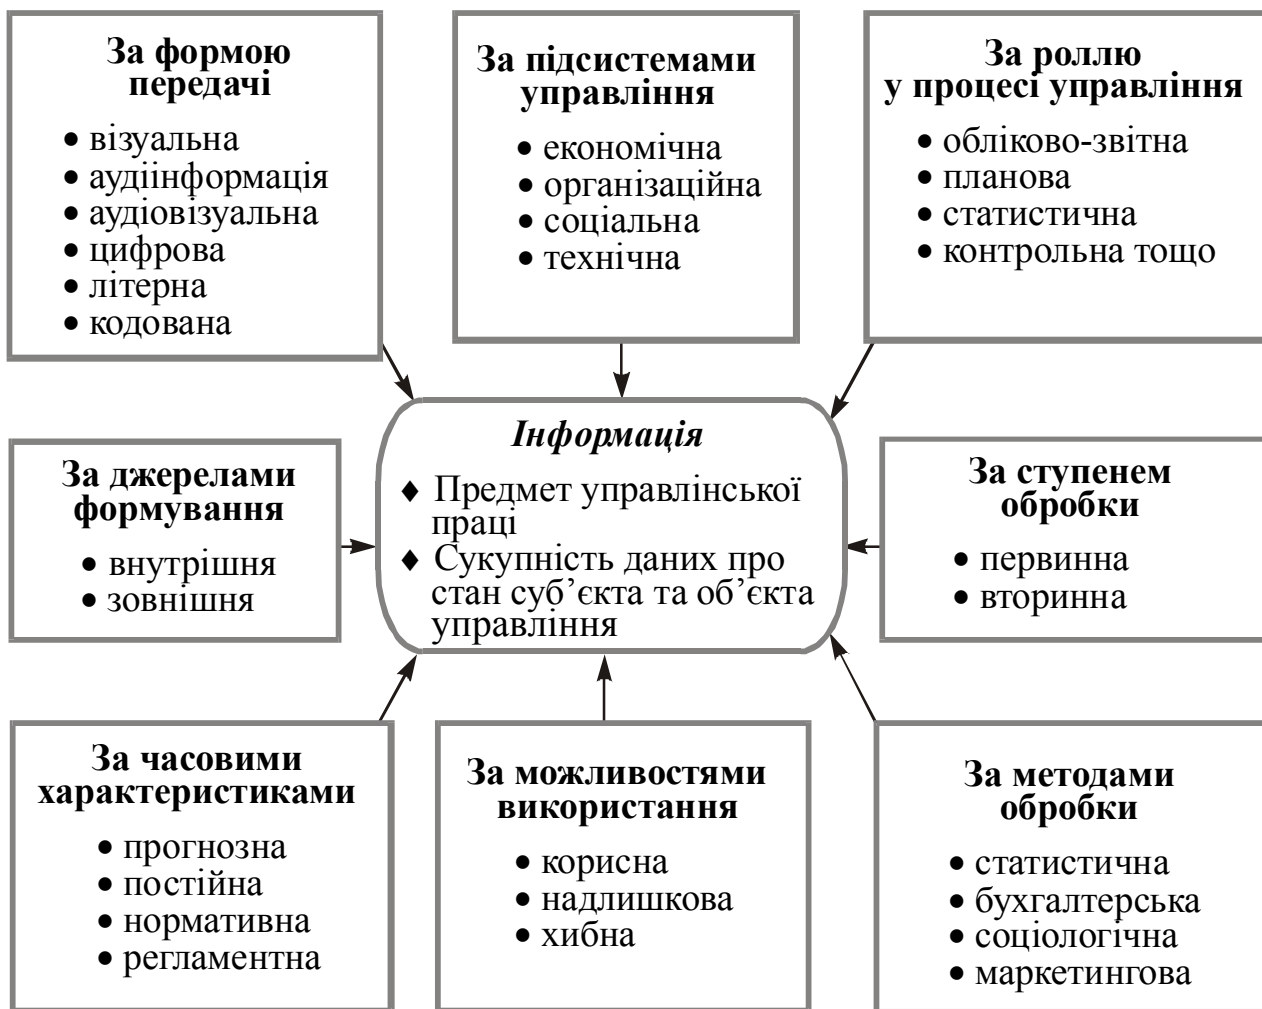 За формою
передачі
• візуальна
• аудіінформація
• аудіовізуальна
• цифрова
• літерна
• кодована
За підсистемами
управління
• економічна
• організаційна
• соціальна
• технічна
За роллю
у процесі управління
• обліково-звітна
• планова
• статистична
• контрольна тощо
За джерелами
формування
• внутрішня
• зовнішня
Інформація
♦ Предмет управлінської
праці
♦ Сукупність даних про
стан суб’єкта та об’єкта
управління
За ступенем
обробки
• первинна
• вторинна
За часовими
характеристиками
• прогнозна
• постійна
• нормативна
• регламентна
За можливостями
використання
• корисна
• надлишкова
• хибна
За методами
обробки
• статистична
• бухгалтерська
• соціологічна
• маркетингова